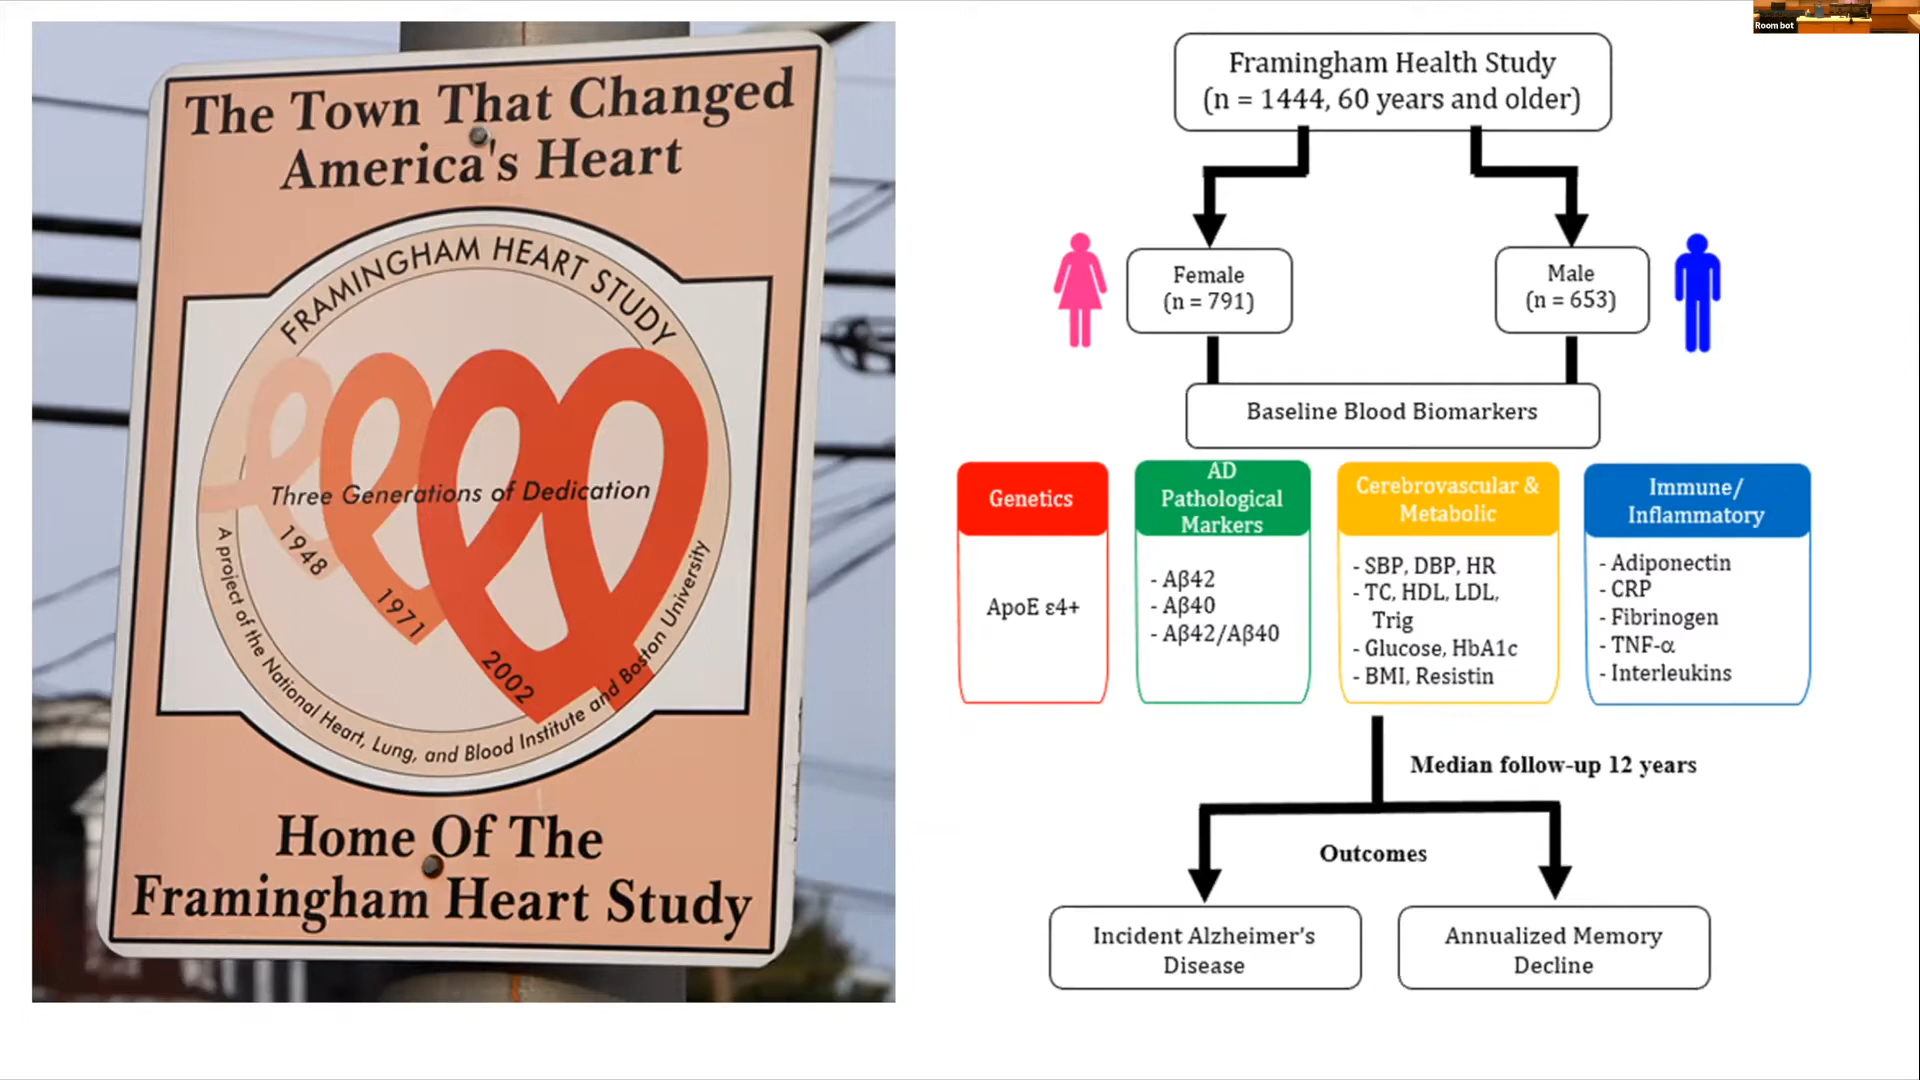 The Town That Changed
America's Heart
FRAMINGHAM HEART STUDY
Three Generations of Dedication
1948
1971
2002
A project of the National Heart, Lung, and Blood Institute and Boston University
Home Of The
Framingham Heart Study
Room bot
Framingham Health Study
(n = 1444, 60 years and older)
Female
(n = 791)
Male
(n = 653)
Baseline Blood Biomarkers
Genetics
ApoE ε4+
AD
Pathological
Markers
- Aβ42
- Aβ40
- Aβ42/Aβ40
Cerebrovascular &
Metabolic
- SBP, DBP, HR
- TC, HDL, LDL,
Trig
- Glucose, HbA1c
- BMI, Resistin
Immune/
Inflammatory
- Adiponectin
- CRP
- Fibrinogen
- TNF-α
- Interleukins
Median follow-up 12 years
Outcomes
Incident Alzheimer's
Disease
Annualized Memory
Decline